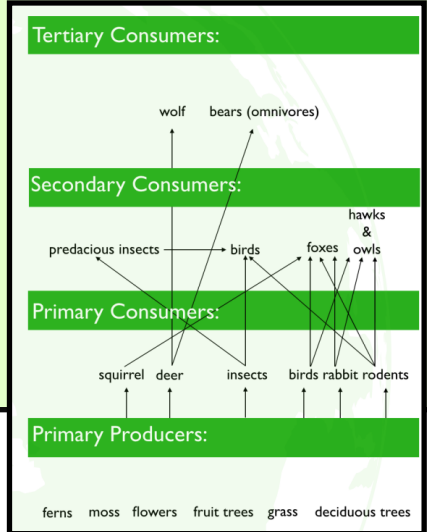 Tertiary Consumers:
wolf bears (omnivores)
Secondary Consumers:
hawks
&
predacious insects birds foxes owls
Primary Consumers:
squirrel deer insects birds rabbit rodents
Primary Producers:
ferns moss flowers fruit trees grass deciduous trees